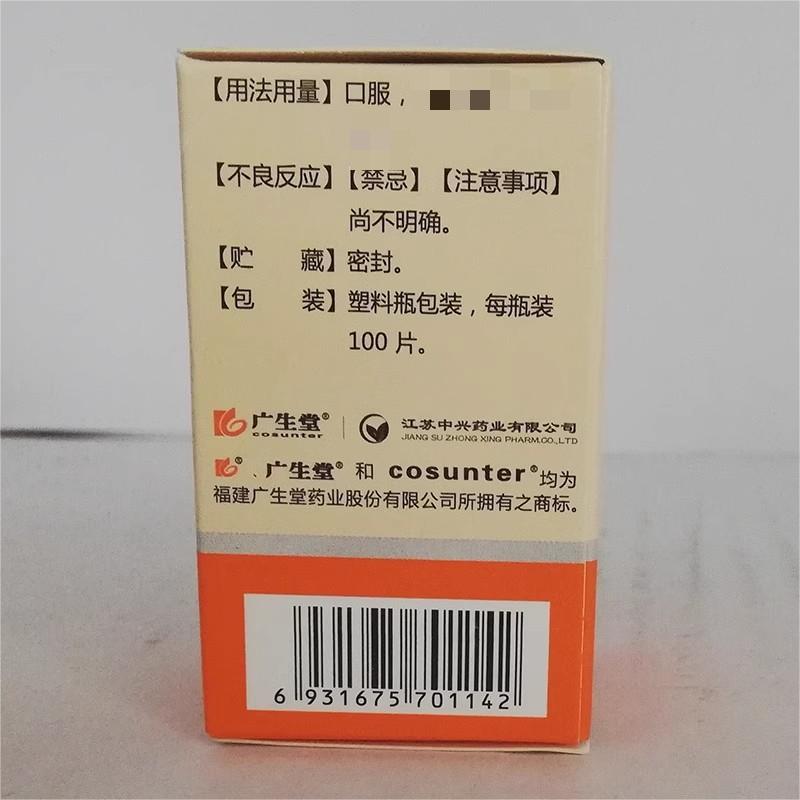 【用法用量】口服，
【不良反应】【禁忌】【注意事项】
尚不明确。
【贮 藏】密封。
【包 装】塑料瓶包装，每瓶装
100 片。
广生堂® cosunter 江苏中兴药业有限公司
JIANG SU ZHONG XING PHARM.CO.,LTD
®、广生堂® 和 cosunter®均为
福建广生堂药业股份有限公司所拥有之商标。
6 931675 701142